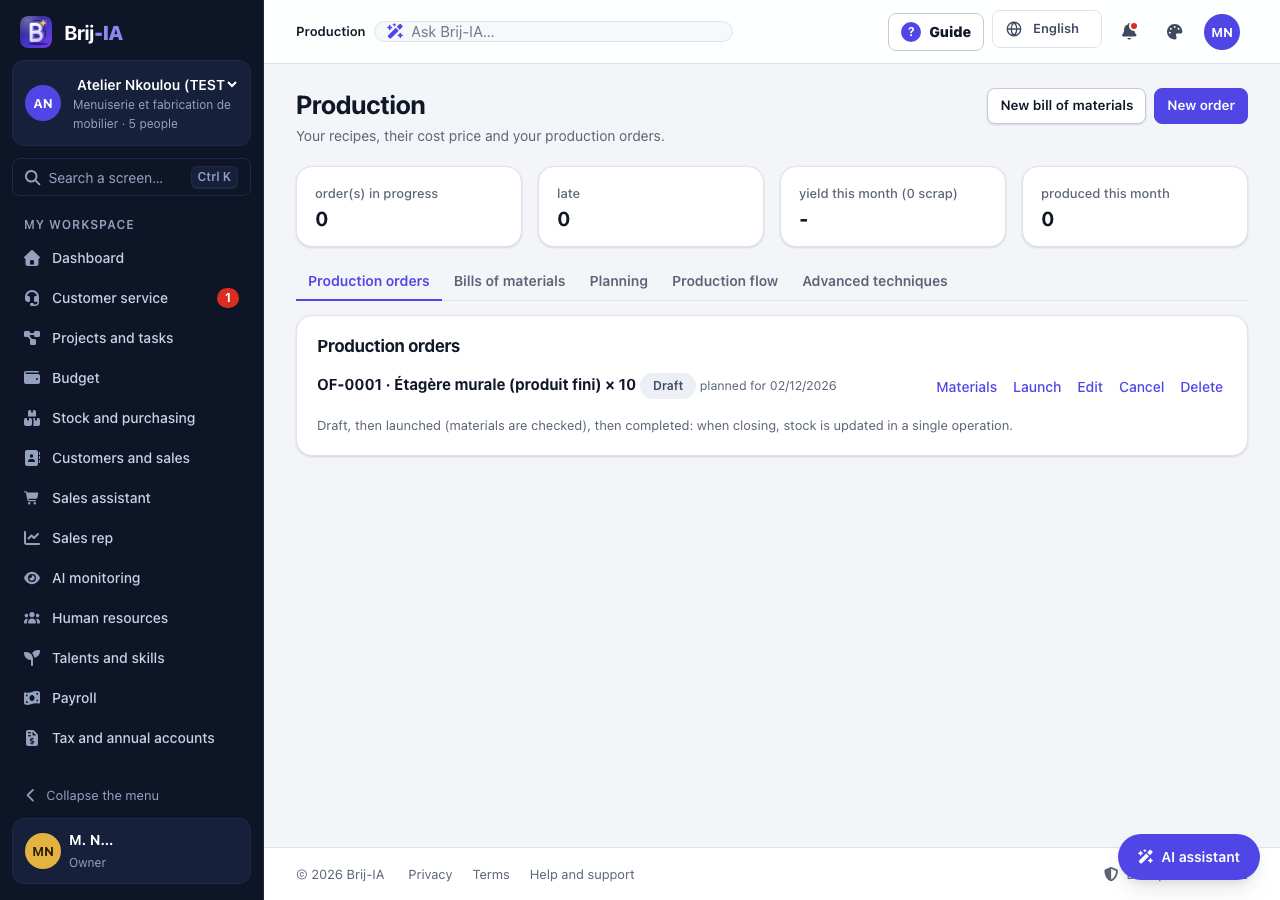 Brij-IA
AN
Atelier Nkoulou (TEST
Menuiserie et fabrication de
mobilier · 5 people
Search a screen...
Ctrl K
MY WORKSPACE
Dashboard
Customer service
1
Projects and tasks
Budget
Stock and purchasing
Customers and sales
Sales assistant
Sales rep
AI monitoring
Human resources
Talents and skills
Payroll
Tax and annual accounts
Collapse the menu
MN
M. N...
Owner
Production
Ask Brij-IA...
? Guide
English
MN
Production
Your recipes, their cost price and your production orders.
New bill of materials
New order
order(s) in progress
0
late
0
yield this month (0 scrap)
-
produced this month
0
Production orders
Bills of materials
Planning
Production flow
Advanced techniques
Production orders
OF-0001 · Étagère murale (produit fini) × 10 Draft planned for 02/12/2026
Materials
Launch
Edit
Cancel
Delete
Draft, then launched (materials are checked), then completed: when closing, stock is updated in a single operation.
© 2026 Brij-IA
Privacy
Terms
Help and support
AI assistant